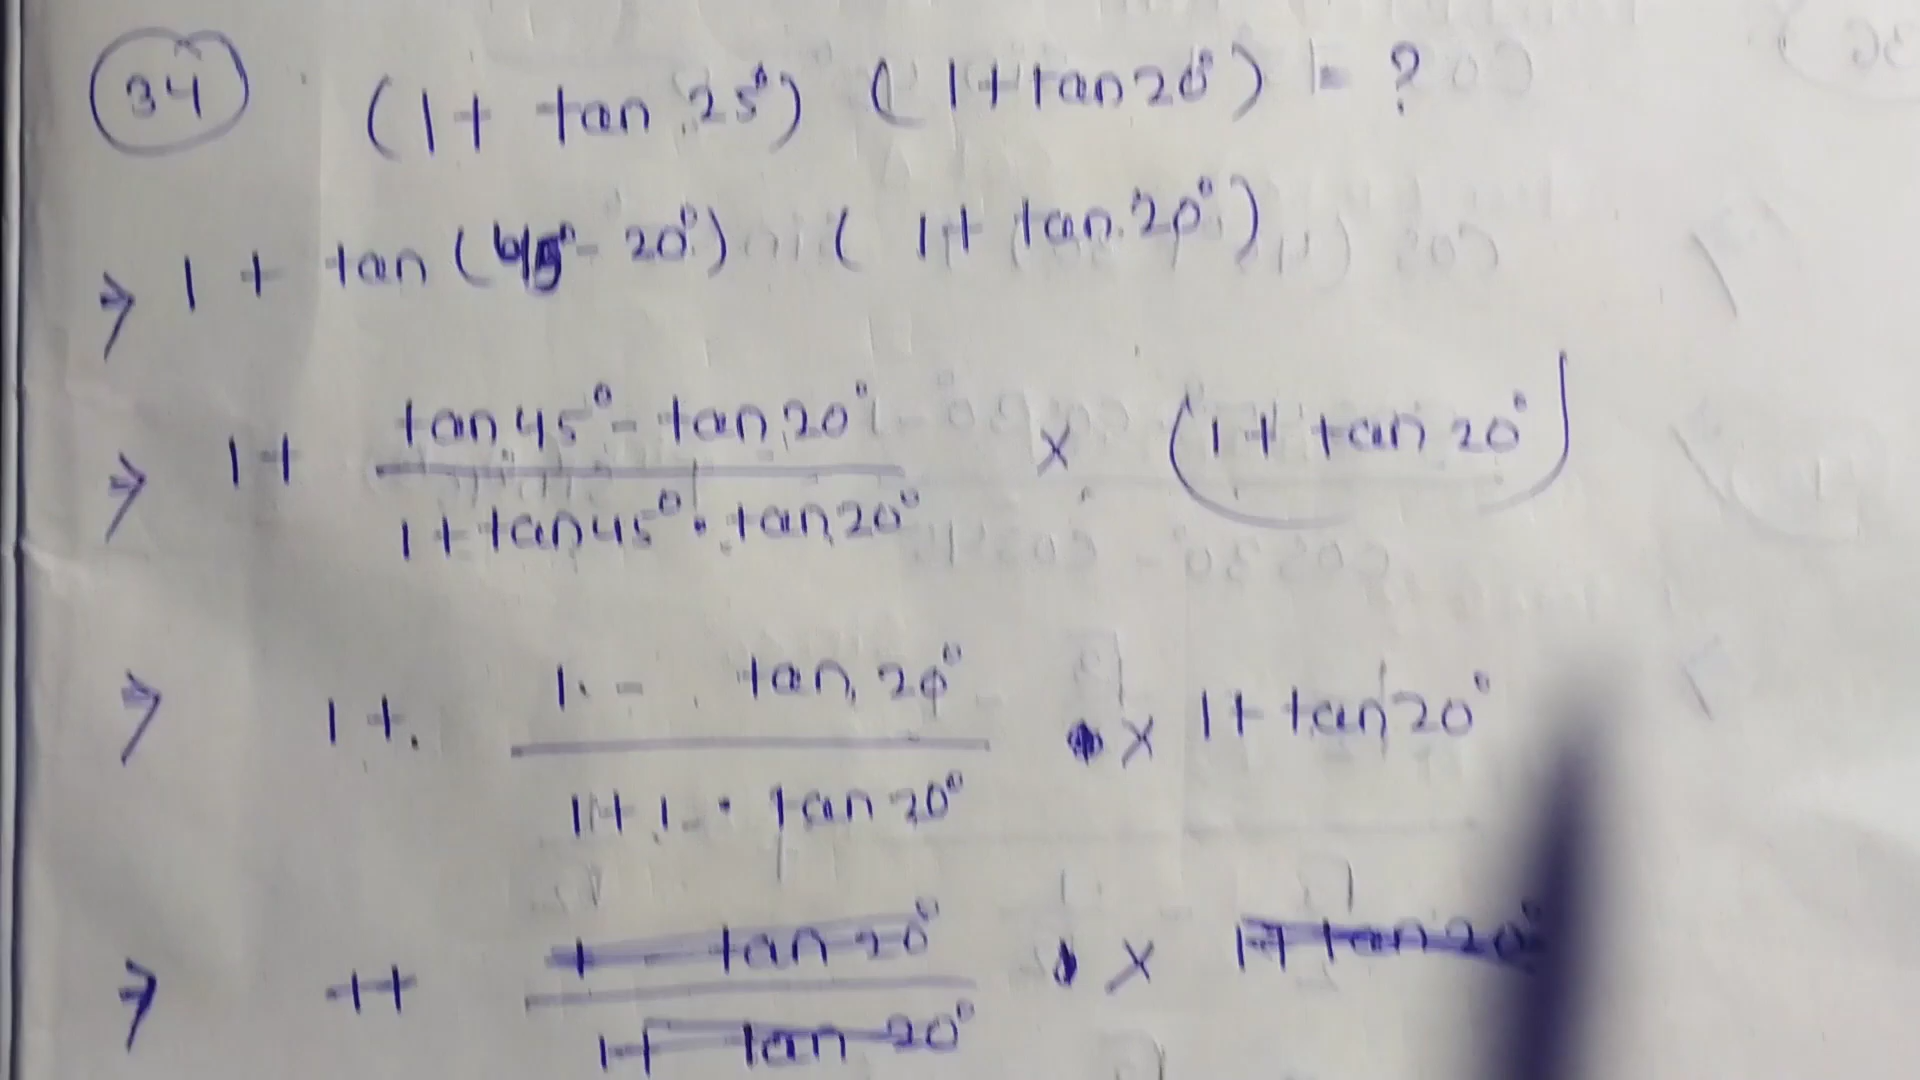 34 (1 + tan 25°) (1 + tan 20°) = ?
⇒ 1 + tan (45° - 20°) (1 + tan 20°)
⇒ 1 + tan 45° - tan 20° × (1 + tan 20°)
1 + tan 45° · tan 20°
⇒ 1 + 1 - tan 20° × 1 + tan 20°
1 + 1 · tan 20°
⇒ 1 + 1 - tan 20° × 1 + tan 20°
1 + tan 20°